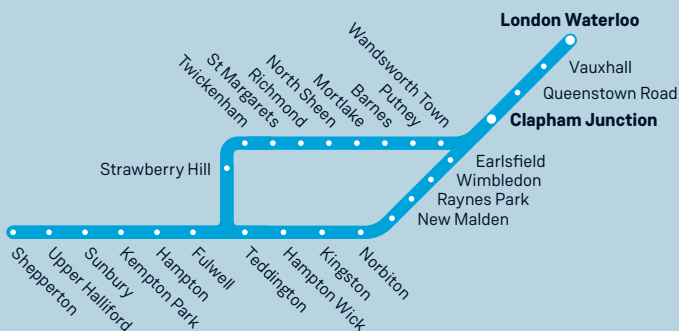 London Waterloo
Vauxhall
Queenstown Road
Clapham Junction
Wandsworth Town
Putney
Barnes
Mortlake
North Sheen
Richmond
St Margarets
Twickenham
Strawberry Hill
Earlsfield
Wimbledon
Raynes Park
New Malden
Norbiton
Kingston
Hampton Wick
Teddington
Fulwell
Hampton
Kempton Park
Sunbury
Upper Halliford
Shepperton